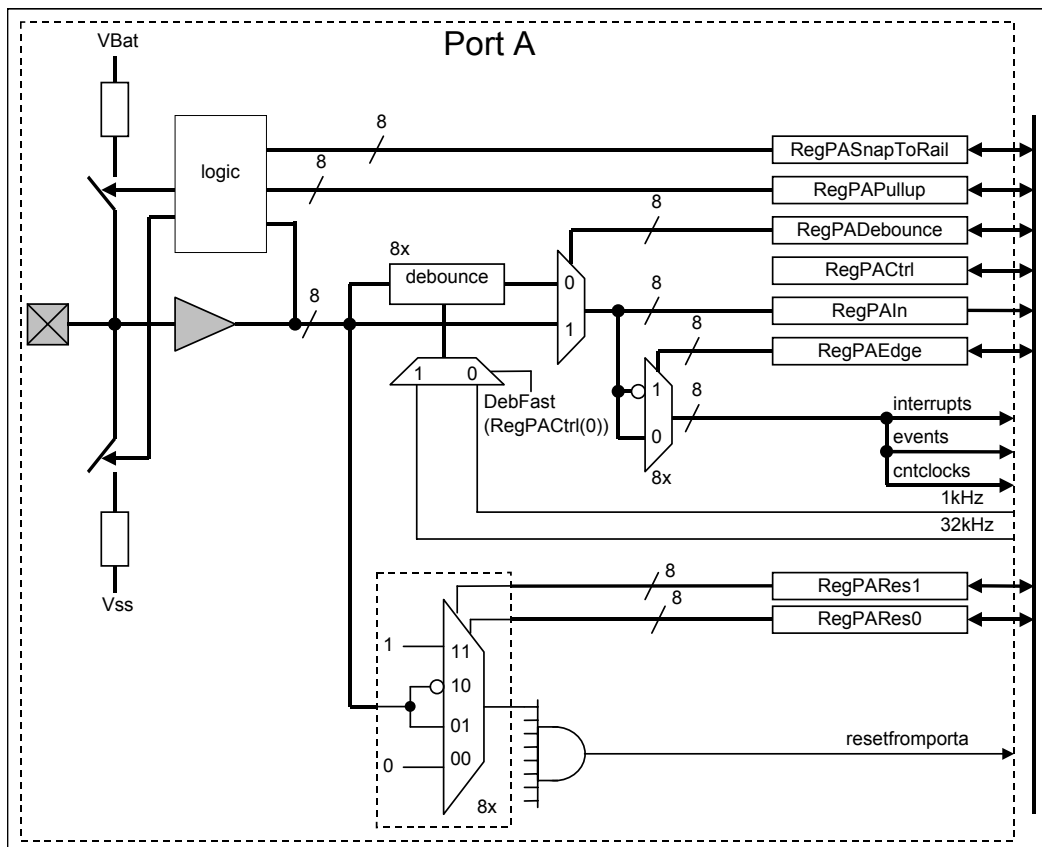 Port A
VBat
8
RegPASnapToRail
logic
8
RegPAPullup
8
RegPADebounce
8x
debounce
0
RegPACtrl
8
8
RegPAIn
1
8
RegPAEdge
1
0
DebFast
(RegPACtrl(0))
1
8
interrupts
0
events
8x
cntclocks
1kHz
32kHz
Vss
8
RegPARes1
8
RegPARes0
1
11
10
01
00
0
resetfromporta
8x